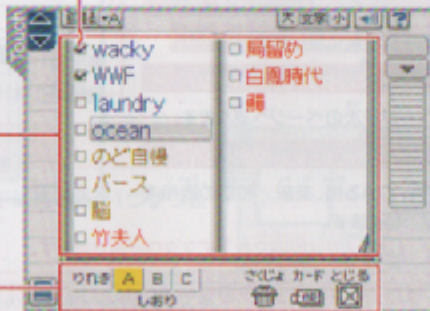 Touch
大 文字 小
?
wacky
WWF
laundry
ocean
のど自慢
パース
脳
竹夫人
局留め
白鳳時代
りれき A B C
しおり
さくじょ カード とじる